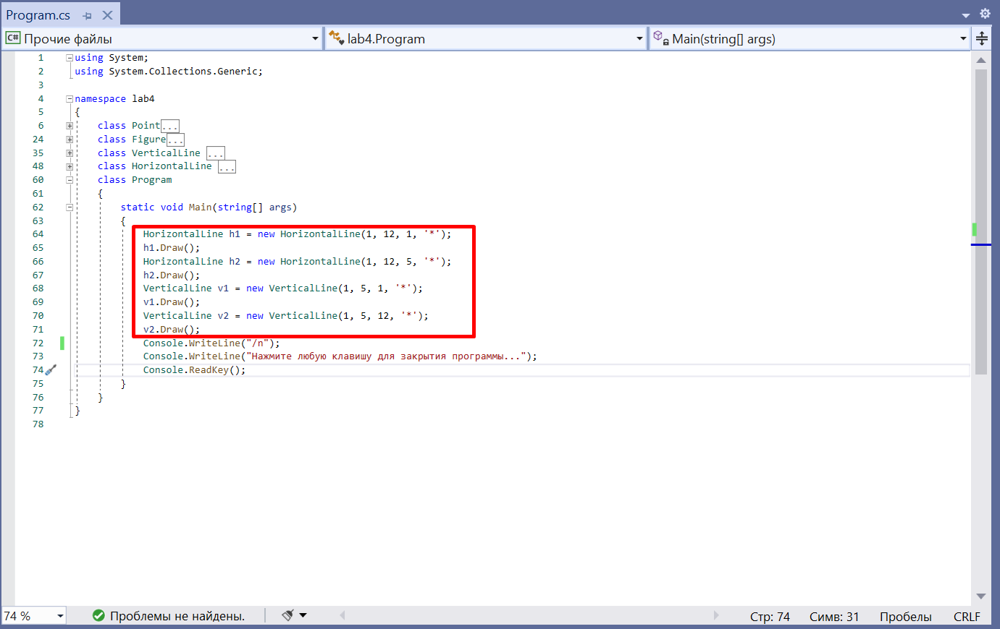 Program.cs
C# Прочие файлы
lab4.Program
Main(string[] args)
1 using System;
2 using System.Collections.Generic;
3
4 namespace lab4
5 {
6 class Point...
24 class Figure...
35 class VerticalLine ...
48 class HorizontalLine ...
60 class Program
61 {
62 static void Main(string[] args)
63 {
64 HorizontalLine h1 = new HorizontalLine(1, 12, 1, '*');
65 h1.Draw();
66 HorizontalLine h2 = new HorizontalLine(1, 12, 5, '*');
67 h2.Draw();
68 VerticalLine v1 = new VerticalLine(1, 5, 1, '*');
69 v1.Draw();
70 VerticalLine v2 = new VerticalLine(1, 5, 12, '*');
71 v2.Draw();
72 Console.WriteLine("/n");
73 Console.WriteLine("Нажмите любую клавишу для закрытия программы...");
74 Console.ReadKey();
75 }
76 }
77 }
78
74 %
Проблемы не найдены.
Стр: 74
Симв: 31
Пробелы
CRLF